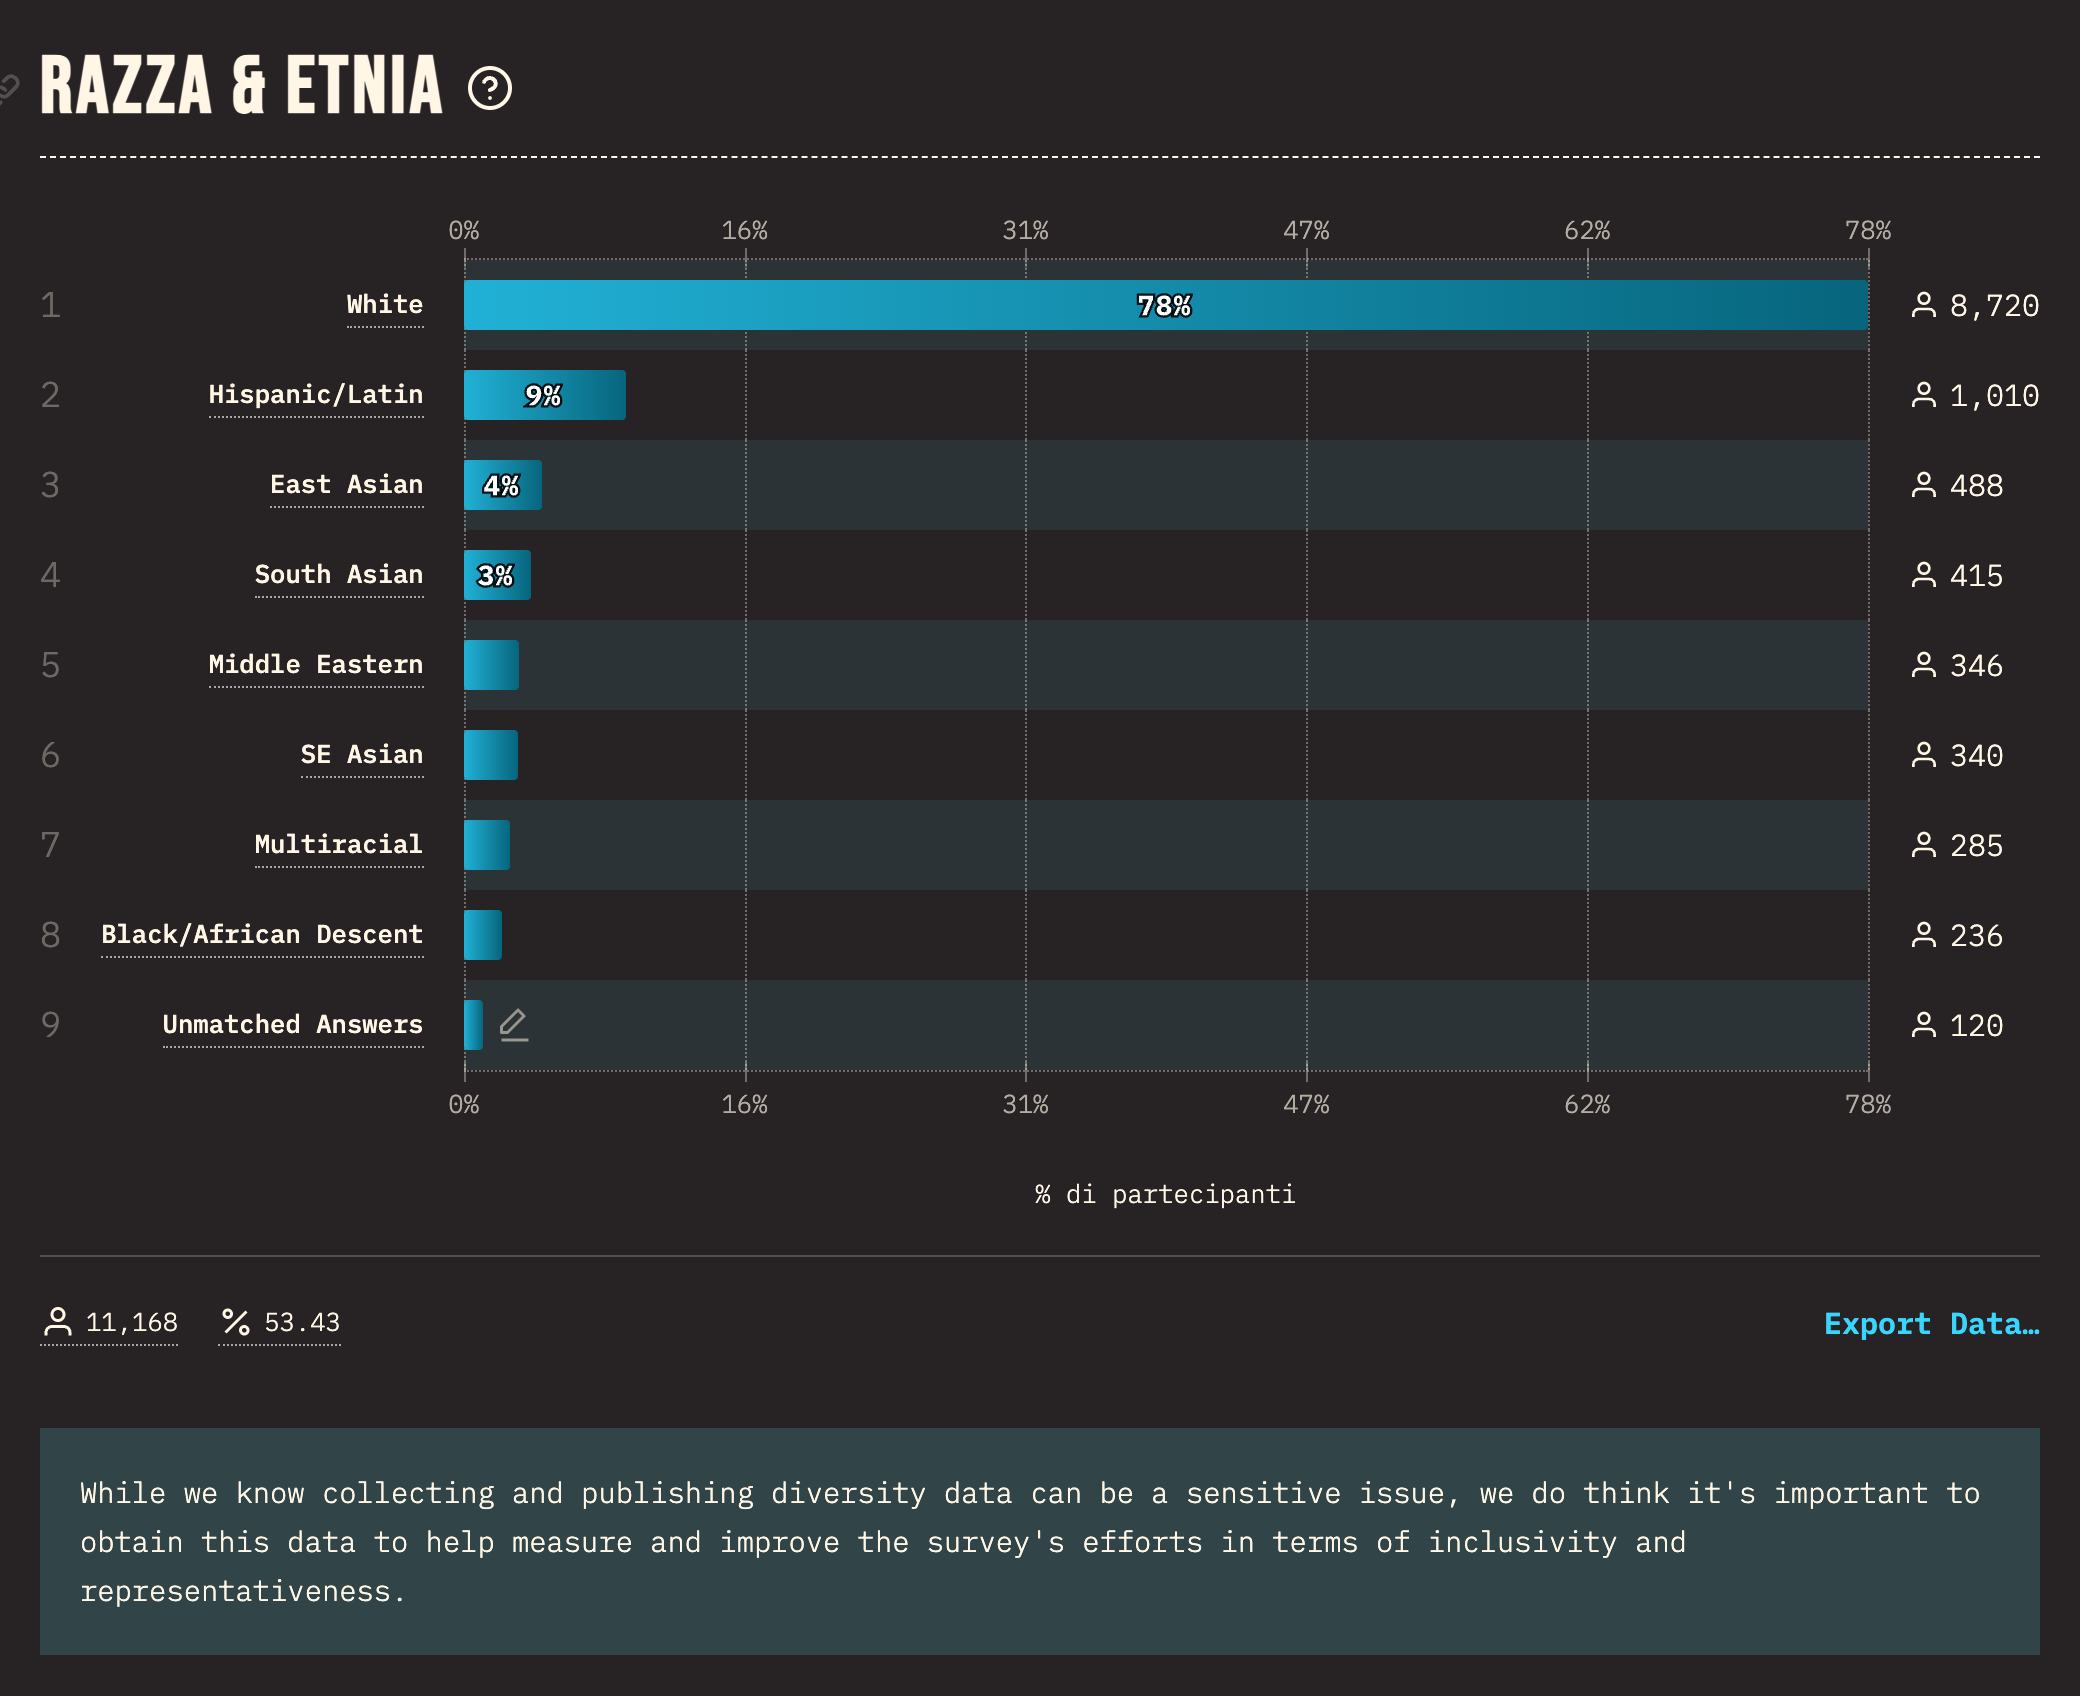 RAZZA & ETNIA
0% 16% 31% 47% 62% 78%
1 White 78% 8,720
2 Hispanic/Latin 9% 1,010
3 East Asian 4% 488
4 South Asian 3% 415
5 Middle Eastern 346
6 SE Asian 340
7 Multiracial 285
8 Black/African Descent 236
9 Unmatched Answers 120
0% 16% 31% 47% 62% 78%
% di partecipanti
11,168 % 53.43 Export Data…
While we know collecting and publishing diversity data can be a sensitive issue, we do think it's important to
obtain this data to help measure and improve the survey's efforts in terms of inclusivity and
representativeness.